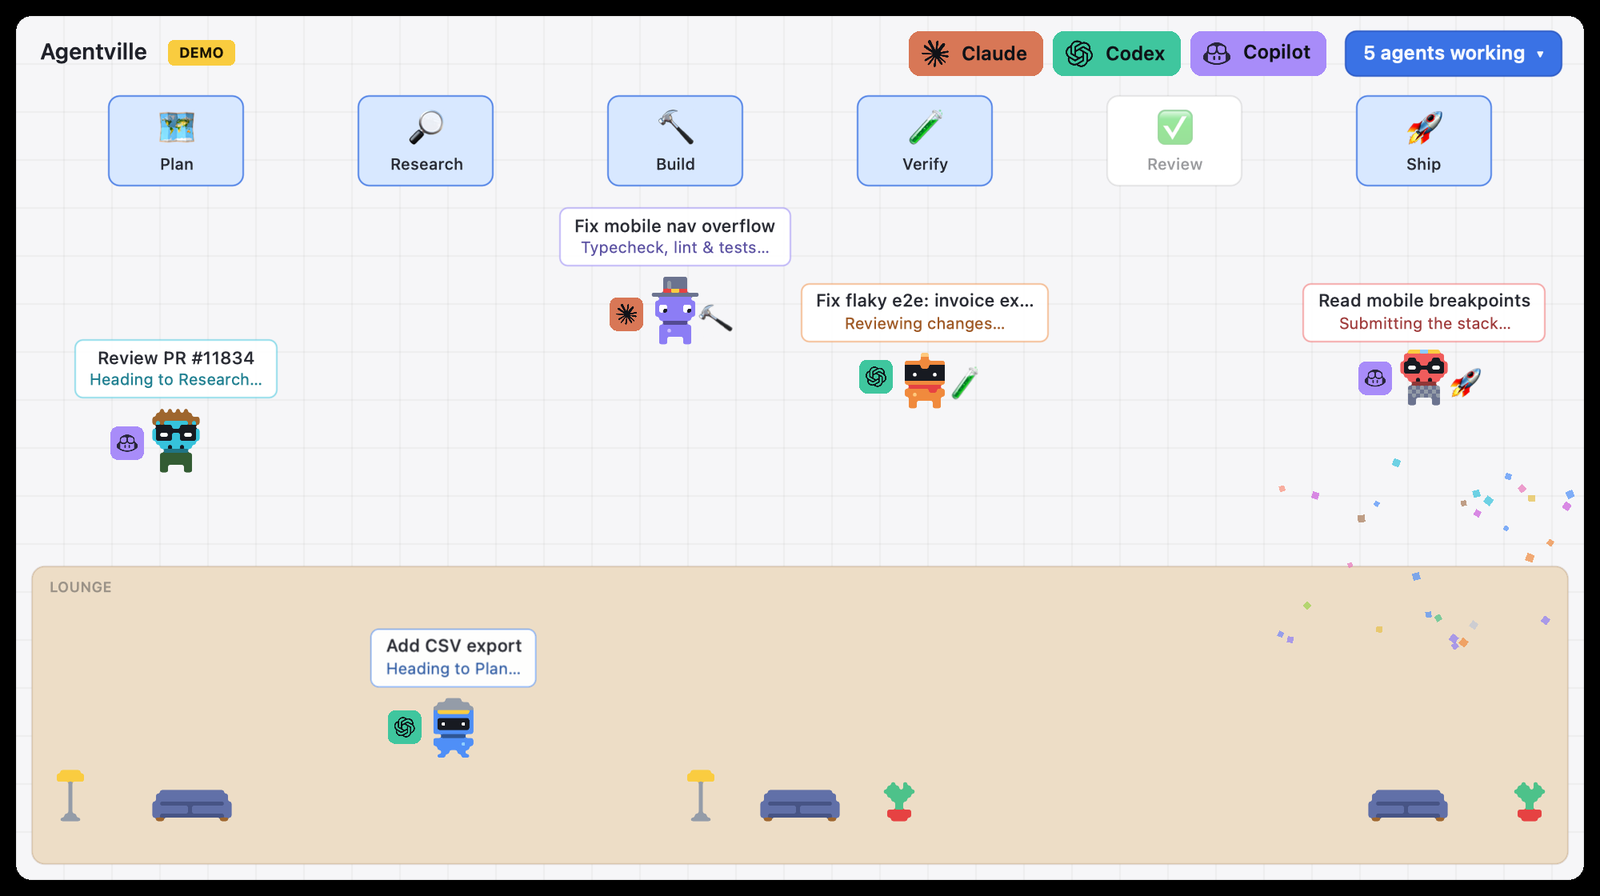 Agentville
DEMO
Claude
Codex
Copilot
5 agents working
Plan
Research
Build
Verify
Review
Ship
Fix mobile nav overflow
Typecheck, lint & tests...
Fix flaky e2e: invoice ex...
Reviewing changes...
Read mobile breakpoints
Submitting the stack...
Review PR #11834
Heading to Research...
LOUNGE
Add CSV export
Heading to Plan...